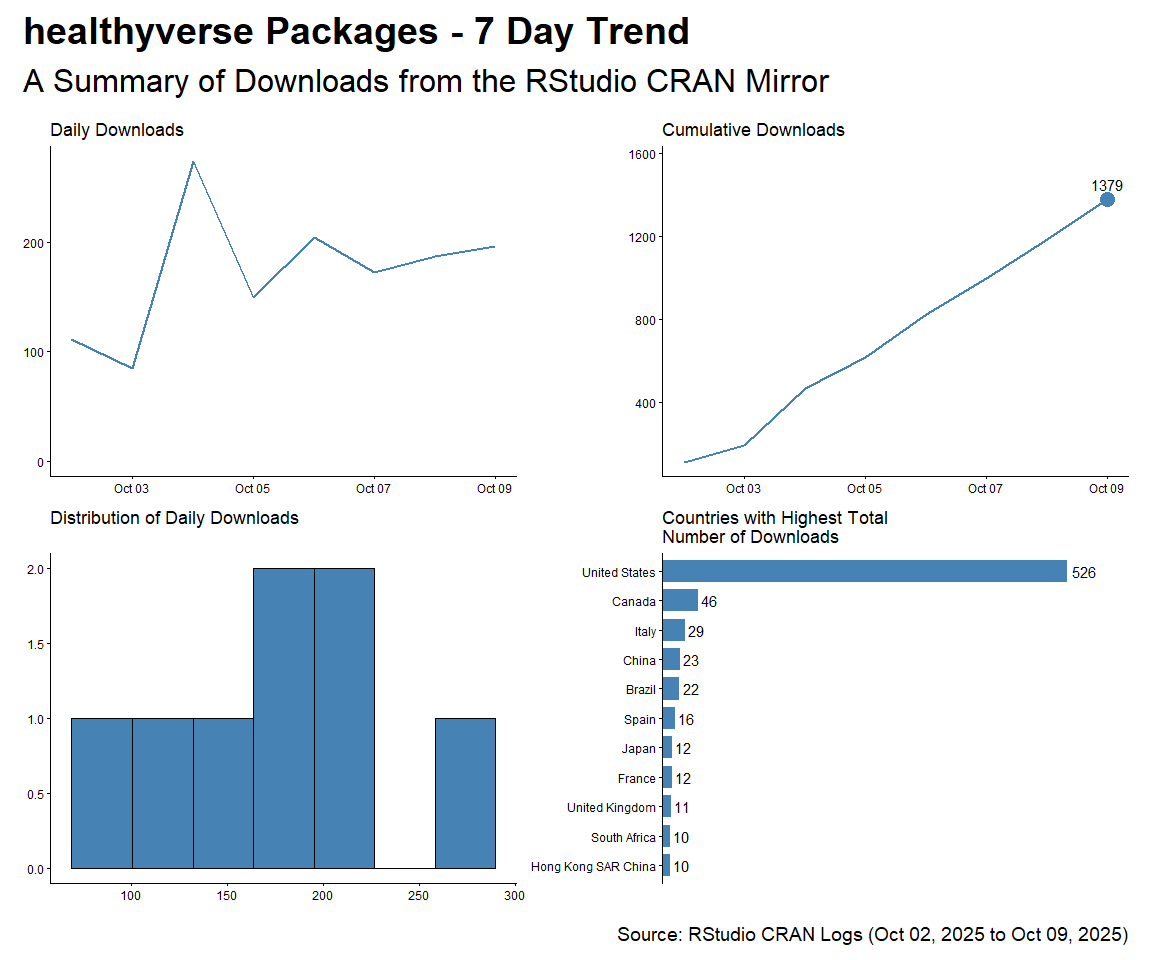 healthyverse Packages - 7 Day Trend
A Summary of Downloads from the RStudio CRAN Mirror
Daily Downloads
200
100
0
Oct 03
Oct 05
Oct 07
Oct 09
Cumulative Downloads
1600
1200
800
400
1379
Oct 03
Oct 05
Oct 07
Oct 09
Distribution of Daily Downloads
2.0
1.5
1.0
0.5
0.0
100
150
200
250
300
Countries with Highest Total
Number of Downloads
United States 526
Canada 46
Italy 29
China 23
Brazil 22
Spain 16
Japan 12
France 12
United Kingdom 11
South Africa 10
Hong Kong SAR China 10
Source: RStudio CRAN Logs (Oct 02, 2025 to Oct 09, 2025)